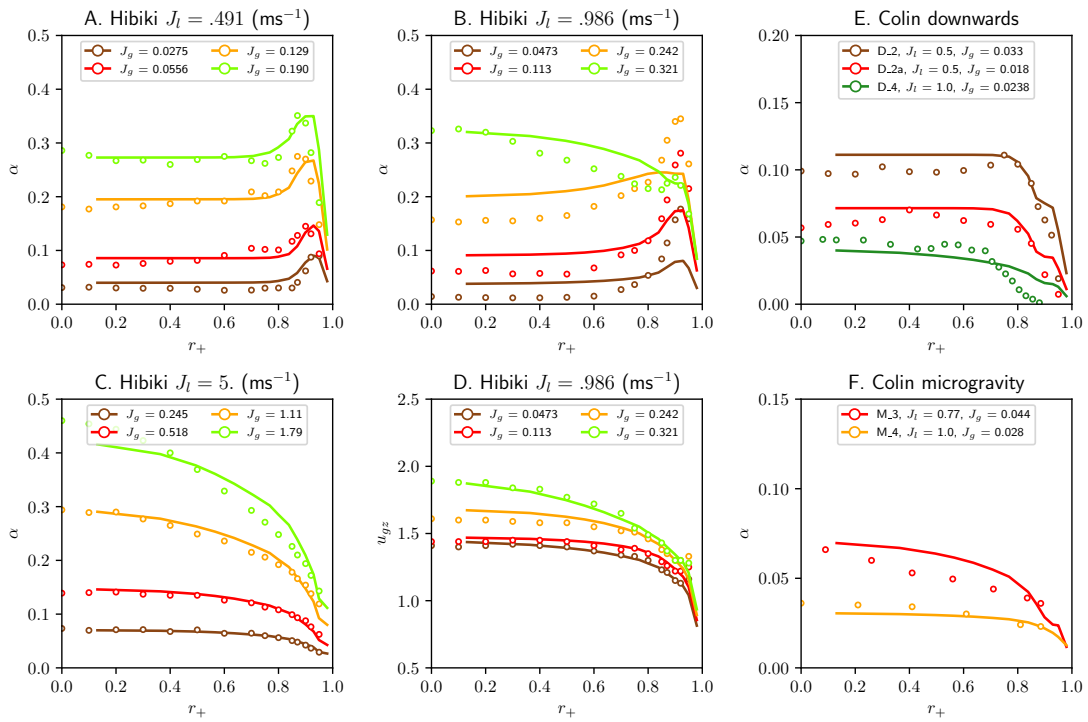 A. Hibiki J_l = .491 (ms⁻¹)
J_g = 0.0275
J_g = 0.129
J_g = 0.0556
J_g = 0.190
0.5
0.4
0.3
0.2
0.1
0.0
α
0.0 0.2 0.4 0.6 0.8 1.0
r₊
B. Hibiki J_l = .986 (ms⁻¹)
J_g = 0.0473
J_g = 0.242
J_g = 0.113
J_g = 0.321
0.5
0.4
0.3
0.2
0.1
0.0
α
0.0 0.2 0.4 0.6 0.8 1.0
r₊
E. Colin downwards
D_2, J_l = 0.5, J_g = 0.033
D_2a, J_l = 0.5, J_g = 0.018
D_4, J_l = 1.0, J_g = 0.0238
0.20
0.15
0.10
0.05
0.00
α
0.0 0.2 0.4 0.6 0.8 1.0
r₊
C. Hibiki J_l = 5. (ms⁻¹)
J_g = 0.245
J_g = 1.11
J_g = 0.518
J_g = 1.79
0.5
0.4
0.3
0.2
0.1
0.0
α
0.0 0.2 0.4 0.6 0.8 1.0
r₊
D. Hibiki J_l = .986 (ms⁻¹)
J_g = 0.0473
J_g = 0.242
J_g = 0.113
J_g = 0.321
2.5
2.0
1.5
1.0
0.5
u_gz
0.0 0.2 0.4 0.6 0.8 1.0
r₊
F. Colin microgravity
M_3, J_l = 0.77, J_g = 0.044
M_4, J_l = 1.0, J_g = 0.028
0.15
0.10
0.05
0.00
α
0.0 0.2 0.4 0.6 0.8 1.0
r₊